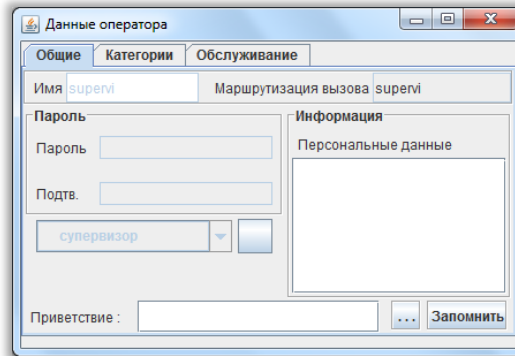 Данные оператора
Общие Категории Обслуживание
Имя supervi Маршрутизация вызова supervi
Пароль Информация
Пароль Персональные данные
Подтв.
супервизор
Приветствие : ... Запомнить